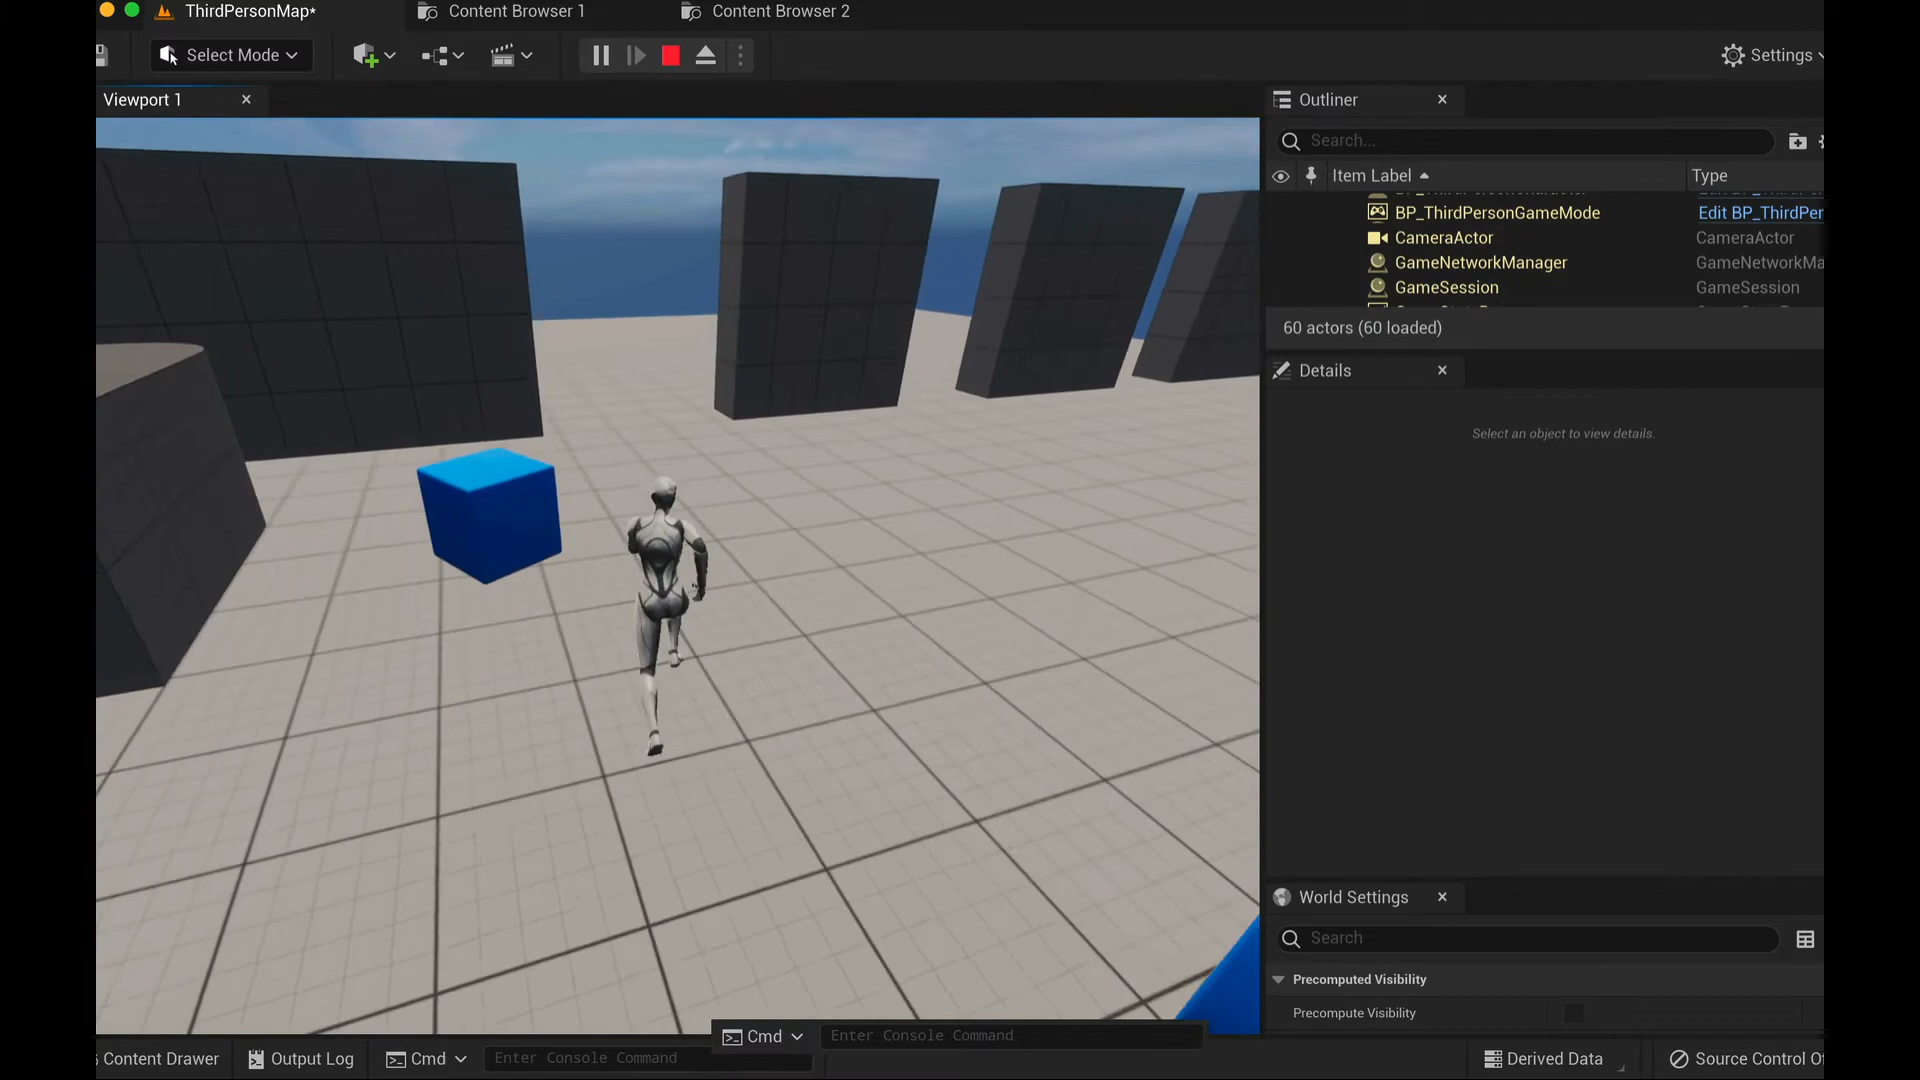 ThirdPersonMap*
Content Browser 1
Content Browser 2
Select Mode
Settings
Viewport 1
Outliner
Search...
Item Label
Type
BP_ThirdPersonGameMode
Edit BP_ThirdPer
CameraActor
CameraActor
GameNetworkManager
GameNetworkMa
GameSession
GameSession
60 actors (60 loaded)
Details
Select an object to view details.
World Settings
Search
Precomputed Visibility
Precompute Visibility
Cmd
Enter Console Command
Content Drawer
Output Log
Cmd
Enter Console Command
Derived Data
Source Control Of